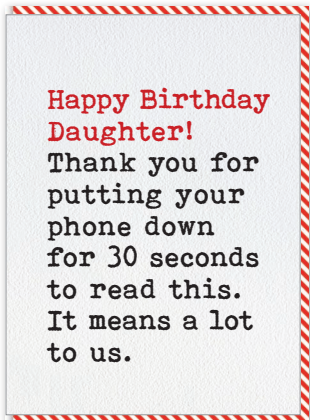 Happy Birthday
Daughter!
Thank you for
putting your
phone down
for 30 seconds
to read this.
It means a lot
to us.